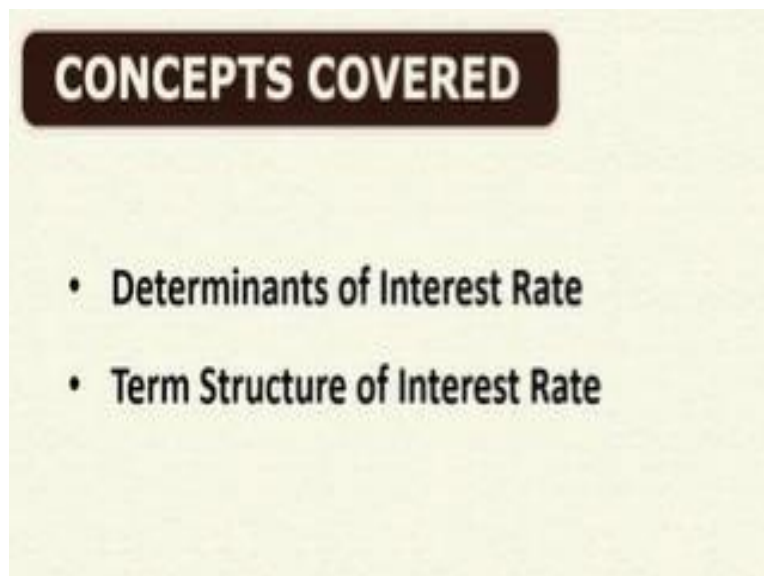 CONCEPTS COVERED
• Determinants of Interest Rate
• Term Structure of Interest Rate